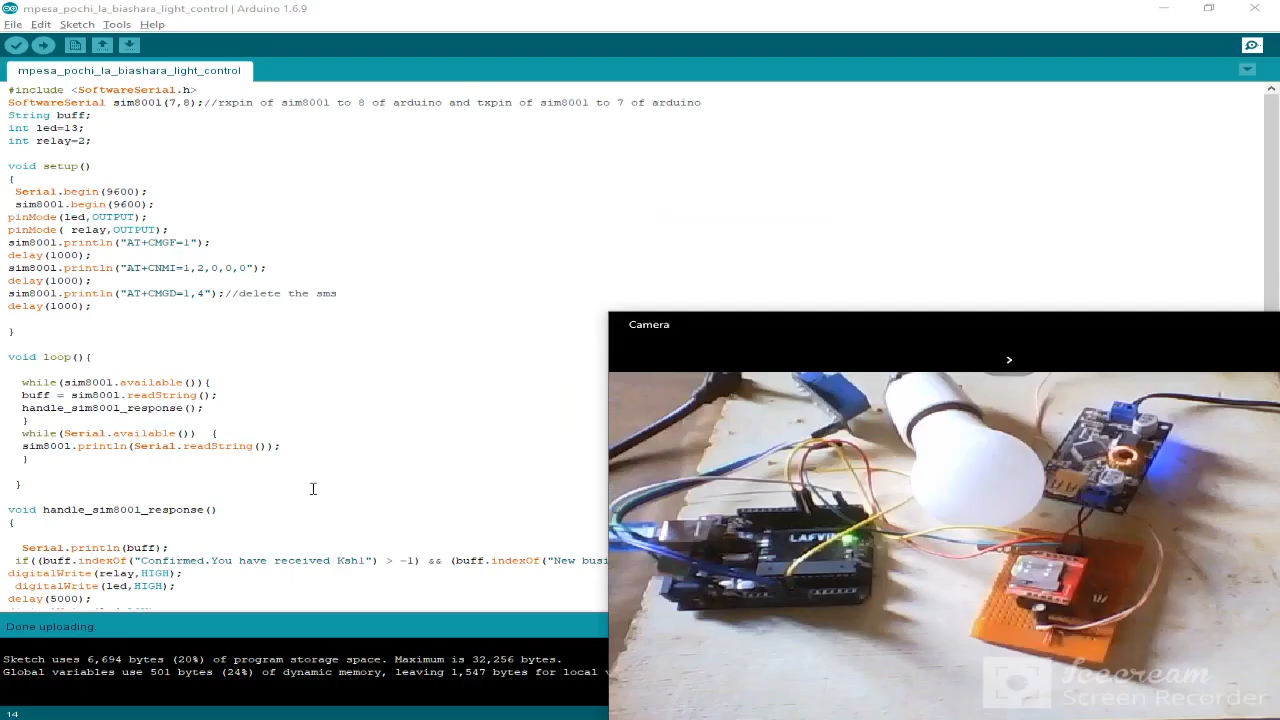 mpesa_pochi_la_biashara_light_control | Arduino 1.6.9
File Edit Sketch Tools Help
mpesa_pochi_la_biashara_light_control
#include <SoftwareSerial.h>
SoftwareSerial sim800l(7,8);//rxpin of sim800l to 8 of arduino and txpin of sim800l to 7 of arduino
String buff;
int led=13;
int relay=2;
void setup()
{
Serial.begin(9600);
sim800l.begin(9600);
pinMode(led,OUTPUT);
pinMode( relay,OUTPUT);
sim800l.println("AT+CMGF=1");
delay(1000);
sim800l.println("AT+CNMI=1,2,0,0,0");
delay(1000);
sim800l.println("AT+CMGD=1,4");//delete the sms
delay(1000);
}
void loop(){
while(sim800l.available()){
buff = sim800l.readString();
handle_sim800l_response();
}
while(Serial.available())  {
sim800l.println(Serial.readString());
}
}
void handle_sim800l_response()
{
Serial.println(buff);
if((buff.indexOf("Confirmed.You have received Ksh1") > -1) && (buff.indexOf("New busi
digitalWrite(relay,HIGH);
digitalWrite(led,HIGH);
delay(5000);
Done uploading.
Sketch uses 6,694 bytes (20%) of program storage space. Maximum is 32,256 bytes.
Global variables use 501 bytes (24%) of dynamic memory, leaving 1,547 bytes for local v
14
Camera
LAFVIN
Icecream
Screen Recorder